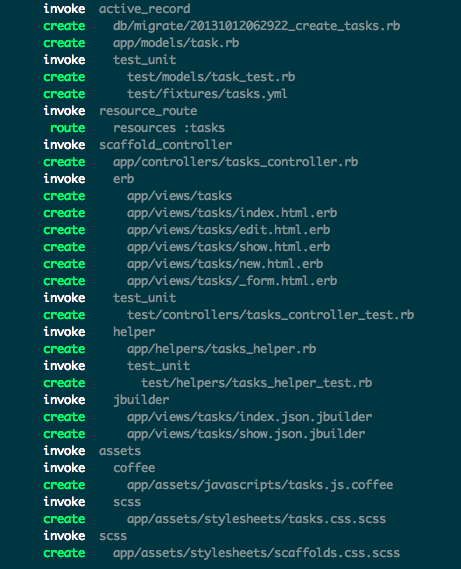 invoke  active_record
create    db/migrate/20131012062922_create_tasks.rb
create    app/models/task.rb
invoke    test_unit
create      test/models/task_test.rb
create      test/fixtures/tasks.yml
invoke  resource_route
route    resources :tasks
invoke  scaffold_controller
create    app/controllers/tasks_controller.rb
invoke    erb
create      app/views/tasks
create      app/views/tasks/index.html.erb
create      app/views/tasks/edit.html.erb
create      app/views/tasks/show.html.erb
create      app/views/tasks/new.html.erb
create      app/views/tasks/_form.html.erb
invoke    test_unit
create      test/controllers/tasks_controller_test.rb
invoke    helper
create      app/helpers/tasks_helper.rb
invoke      test_unit
create        test/helpers/tasks_helper_test.rb
invoke    jbuilder
create      app/views/tasks/index.json.jbuilder
create      app/views/tasks/show.json.jbuilder
invoke  assets
invoke    coffee
create      app/assets/javascripts/tasks.js.coffee
invoke    scss
create      app/assets/stylesheets/tasks.css.scss
invoke  scss
create    app/assets/stylesheets/scaffolds.css.scss